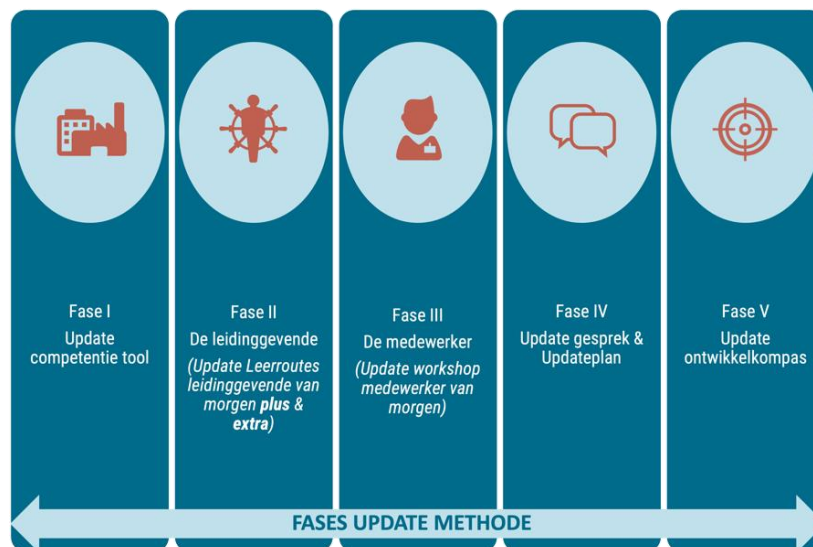 Fase I
Update
competentie tool
Fase II
De leidinggevende
(Update Leerroutes
leidinggevende van
morgen plus &
extra)
Fase III
De medewerker
(Update workshop
medewerker van
morgen)
Fase IV
Update gesprek &
Updateplan
Fase V
Update
ontwikkelkompas
FASES UPDATE METHODE